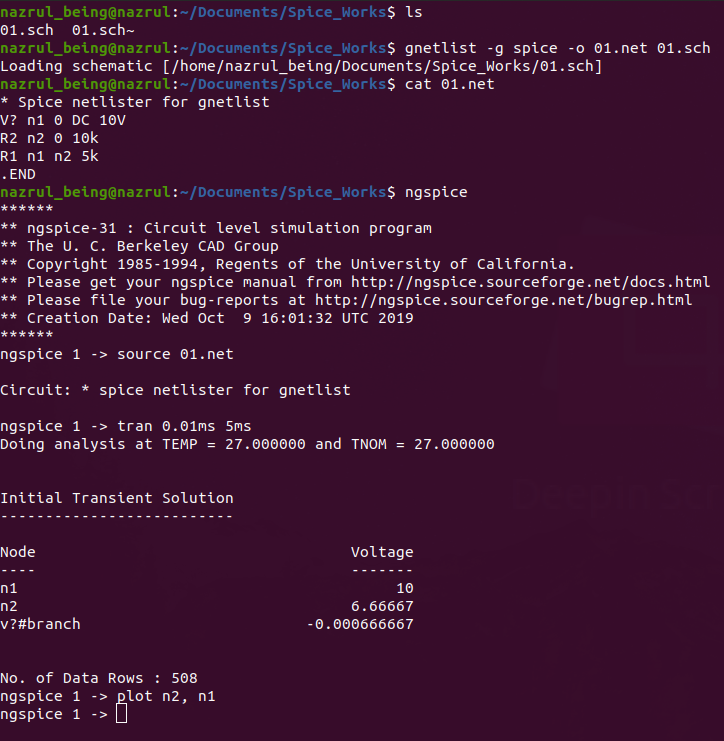 nazrul_being@nazrul:~/Documents/Spice_Works$ ls
01.sch  01.sch~
nazrul_being@nazrul:~/Documents/Spice_Works$ gnetlist -g spice -o 01.net 01.sch
Loading schematic [/home/nazrul_being/Documents/Spice_Works/01.sch]
nazrul_being@nazrul:~/Documents/Spice_Works$ cat 01.net
* Spice netlister for gnetlist
V? n1 0 DC 10V
R2 n2 0 10k
R1 n1 n2 5k
.END
nazrul_being@nazrul:~/Documents/Spice_Works$ ngspice
******
** ngspice-31 : Circuit level simulation program
** The U. C. Berkeley CAD Group
** Copyright 1985-1994, Regents of the University of California.
** Please get your ngspice manual from http://ngspice.sourceforge.net/docs.html
** Please file your bug-reports at http://ngspice.sourceforge.net/bugrep.html
** Creation Date: Wed Oct  9 16:01:32 UTC 2019
******
ngspice 1 -> source 01.net
Circuit: * spice netlister for gnetlist
ngspice 1 -> tran 0.01ms 5ms
Doing analysis at TEMP = 27.000000 and TNOM = 27.000000
Initial Transient Solution
--------------------------
Node                                   Voltage
----                                   -------
n1                                          10
n2                                     6.66667
v?#branch                         -0.000666667
No. of Data Rows : 508
ngspice 1 -> plot n2, n1
ngspice 1 ->
Deepin Scr